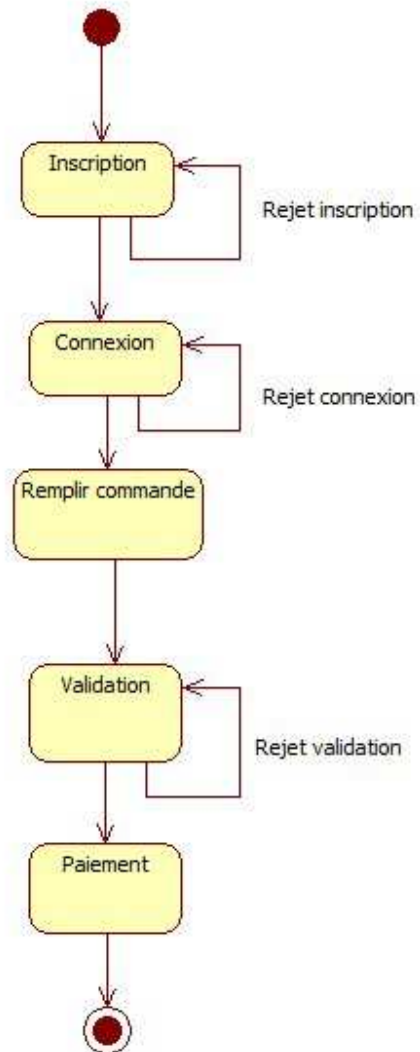 Inscription
Rejet inscription
Connexion
Rejet connexion
Remplir commande
Validation
Rejet validation
Paiement